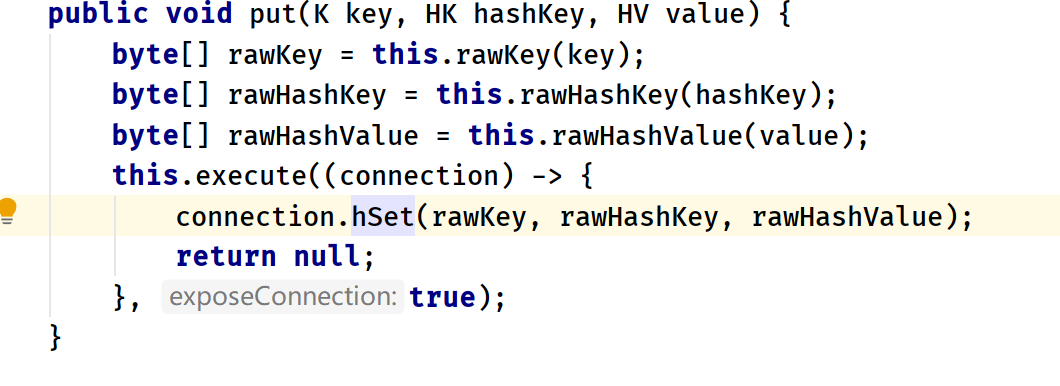 public void put(K key, HK hashKey, HV value) {
byte[] rawKey = this.rawKey(key);
byte[] rawHashKey = this.rawHashKey(hashKey);
byte[] rawHashValue = this.rawHashValue(value);
this.execute((connection) -> {
connection.hSet(rawKey, rawHashKey, rawHashValue);
return null;
}, exposeConnection: true);
}